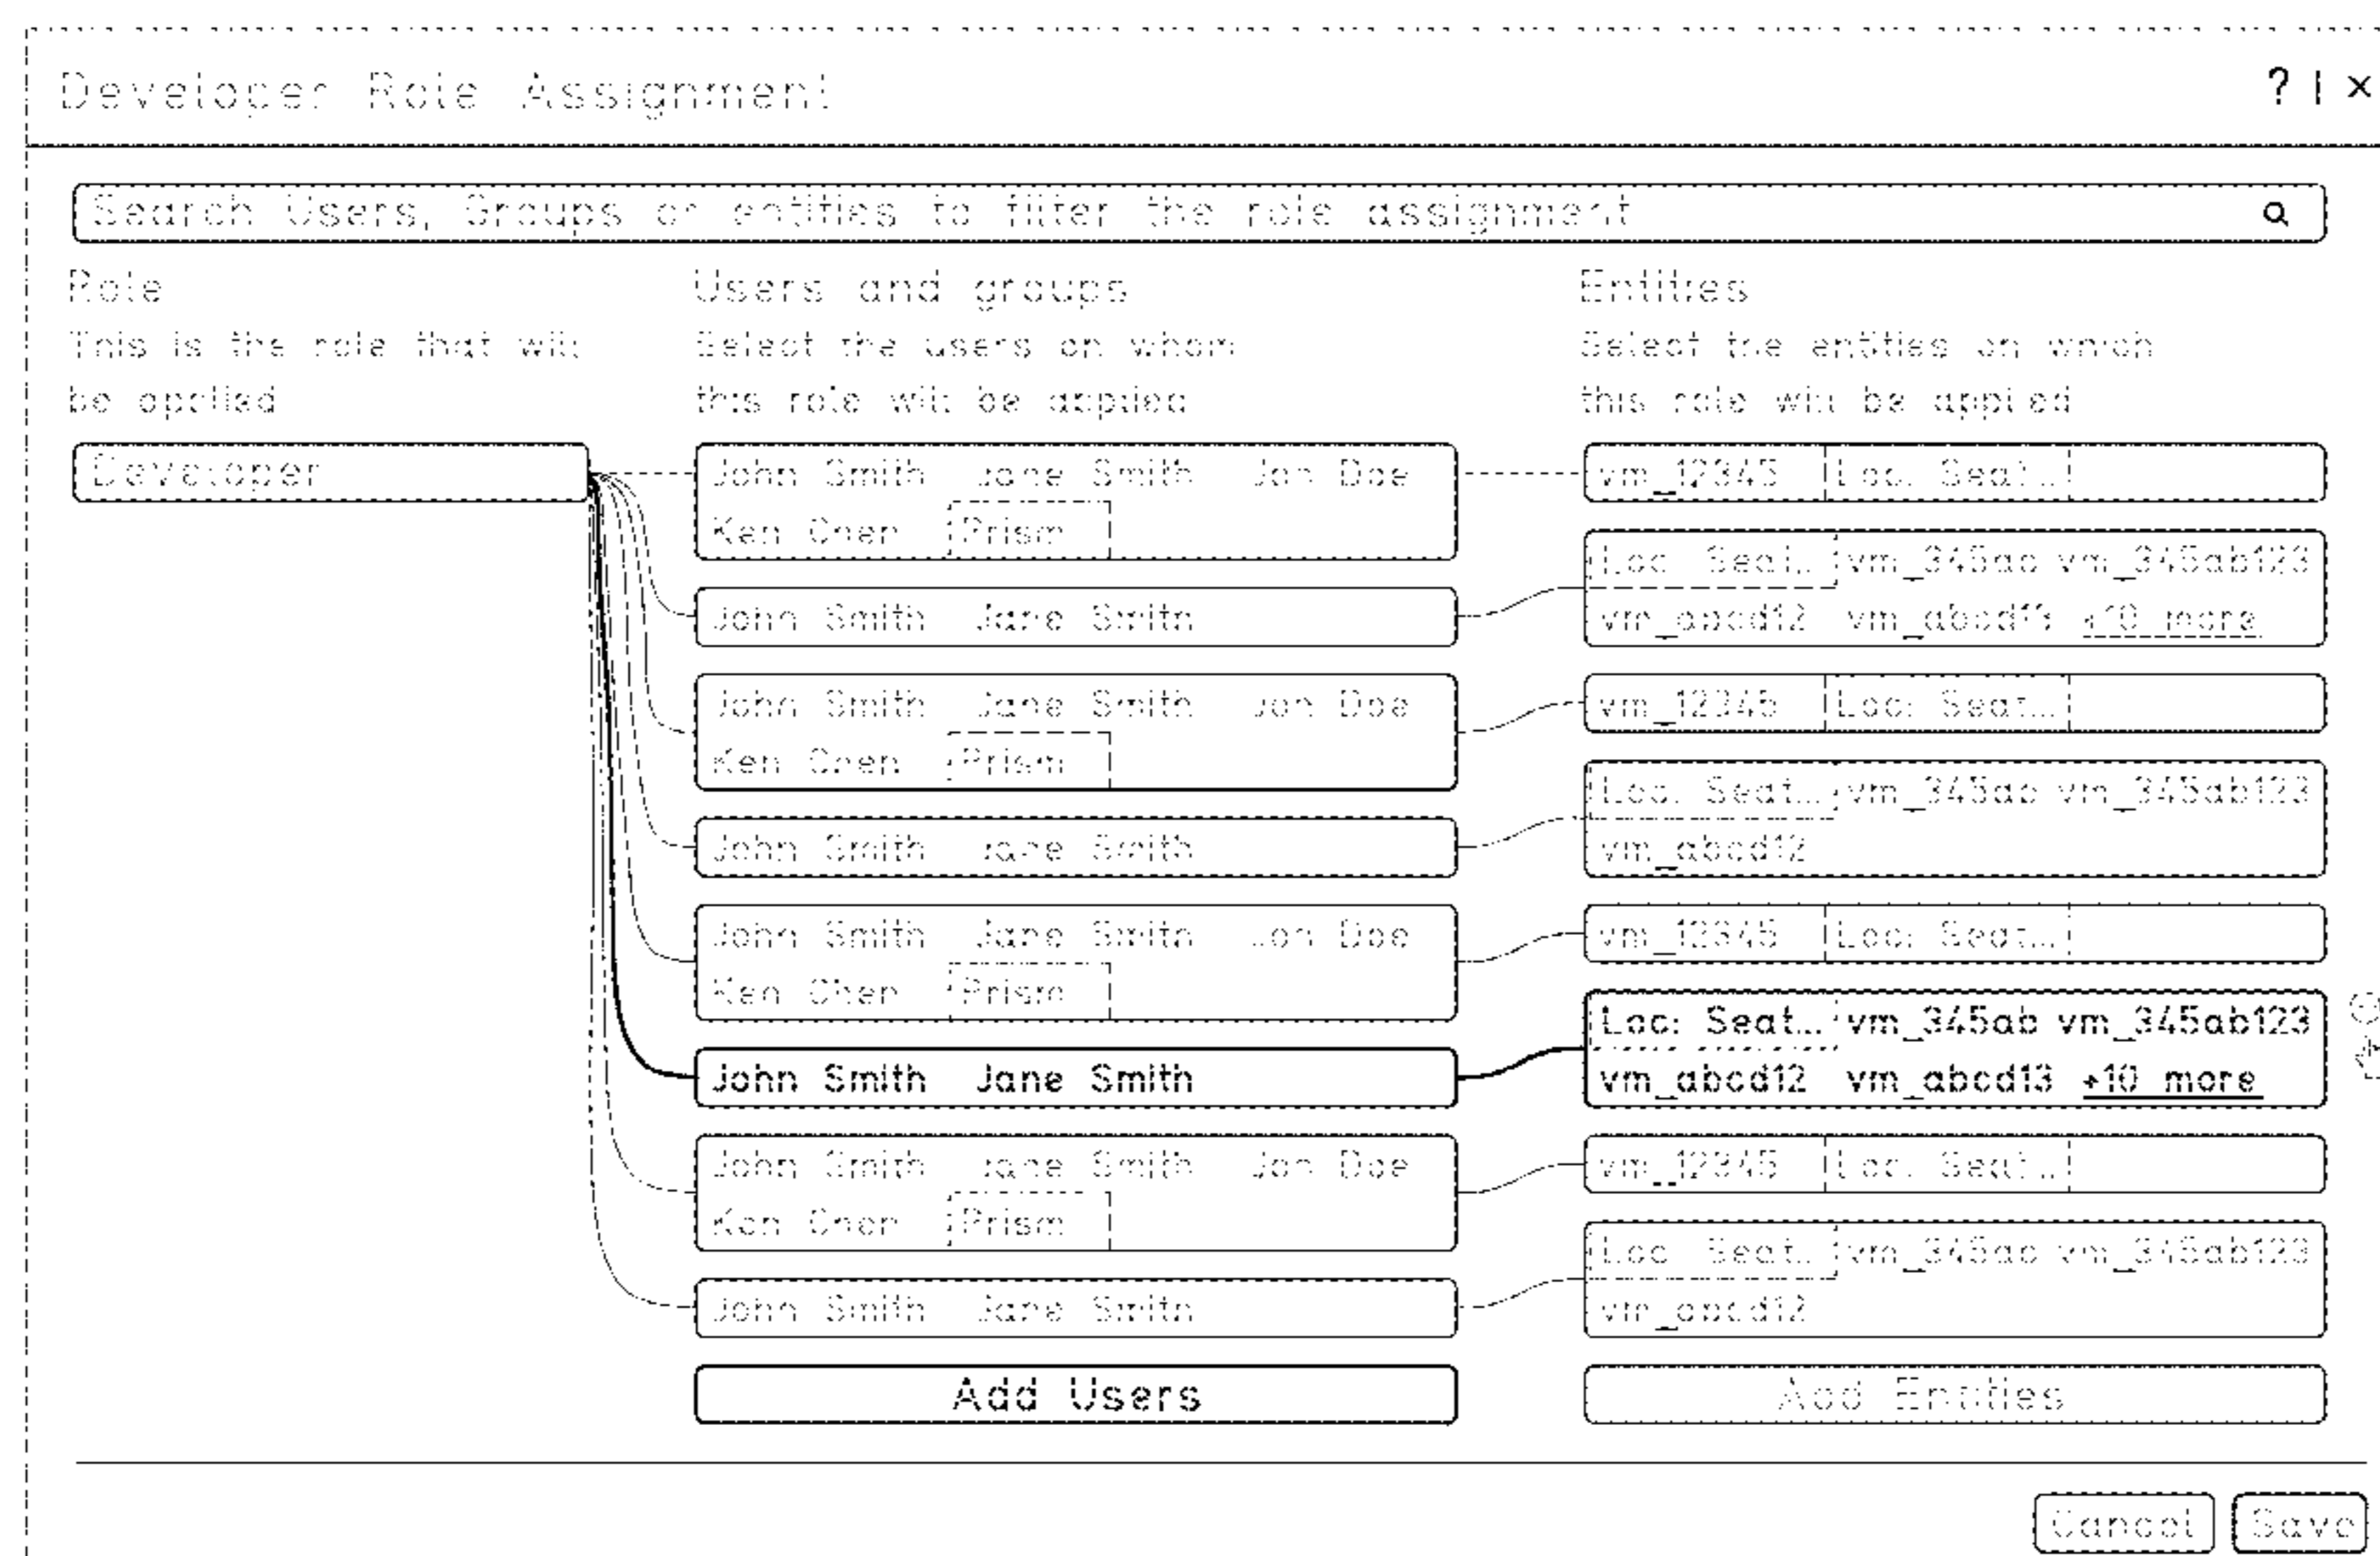 Developer Role Assignment ? | ×
Search Users, Groups or entities to filter the role assignment
Role
This is the role that will
be applied
Users and groups
Select the users on whom
this role will be applied
Entities
Select the entities on which
this role will be applied
Developer
John Smith Jane Smith Jon Doe
Ken Chen Prism
vm_12345 Loc: Seat...
John Smith Jane Smith
Loc: Seat... vm_345ab vm_345ab123
vm_abcd12 vm_abcd13 +10 more
John Smith Jane Smith Jon Doe
Ken Chen Prism
vm_12345 Loc: Seat...
John Smith Jane Smith
Loc: Seat... vm_345ab vm_345ab123
vm_abcd12
John Smith Jane Smith Jon Doe
Ken Chen Prism
vm_12345 Loc: Seat...
John Smith Jane Smith
Loc: Seat... vm_345ab vm_345ab123
vm_abcd12 vm_abcd13 +10 more
John Smith Jane Smith Jon Doe
Ken Chen Prism
vm_12345 Loc: Seat...
John Smith Jane Smith
Loc: Seat... vm_345ab vm_345ab123
vm_abcd12
Add Users
Add Entities
Cancel Save